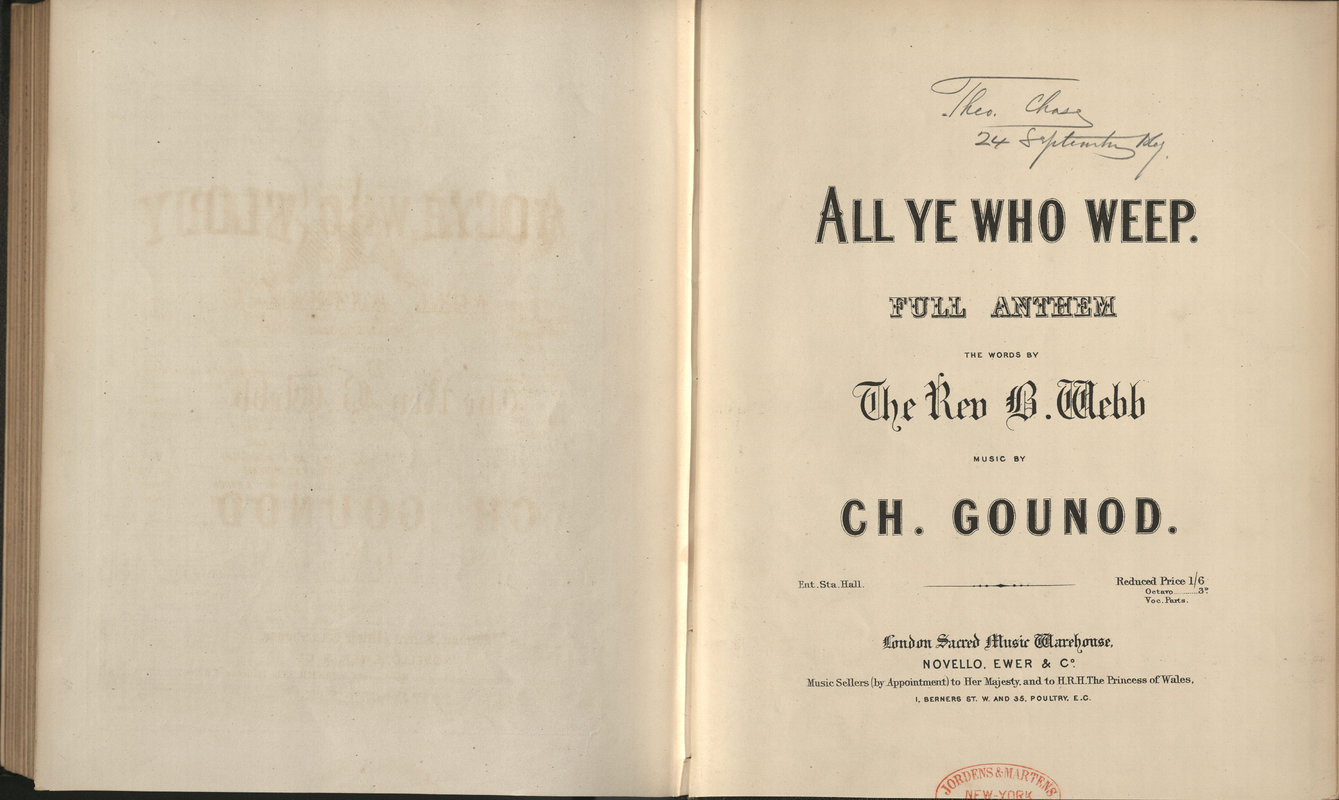 Theo. Chase
24 September
ALL YE WHO WEEP.
FULL ANTHEM
THE WORDS BY
The Rev B. Webb
MUSIC BY
CH. GOUNOD.
Ent. Sta. Hall.
Reduced Price 1/6
Octavo.........3ᴰ
Voc. Parts.
London Sacred Music Warehouse,
NOVELLO, EWER & Cº.
Music Sellers (by Appointment) to Her Majesty, and to H.R.H. The Princess of Wales,
1, BERNERS ST. W. AND 35, POULTRY, E.C.
JORDENS & MARTENS
NEW-YORK